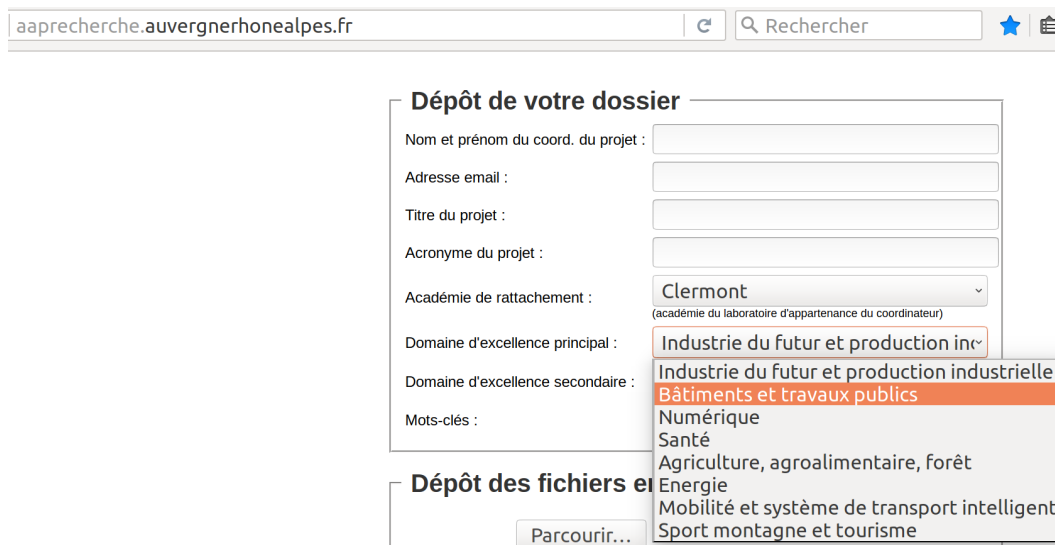 aaprecherche.auvergnerhonealpes.fr Rechercher
Dépôt de votre dossier
Nom et prénom du coord. du projet :
Adresse email :
Titre du projet :
Acronyme du projet :
Académie de rattachement : Clermont
(académie du laboratoire d'appartenance du coordinateur)
Domaine d'excellence principal : Industrie du futur et production in
Industrie du futur et production industrielle
Domaine d'excellence secondaire :
Bâtiments et travaux publics
Mots-clés :
Numérique
Santé
Agriculture, agroalimentaire, forêt
Dépôt des fichiers
Energie
Mobilité et système de transport intelligent
Parcourir... Sport montagne et tourisme